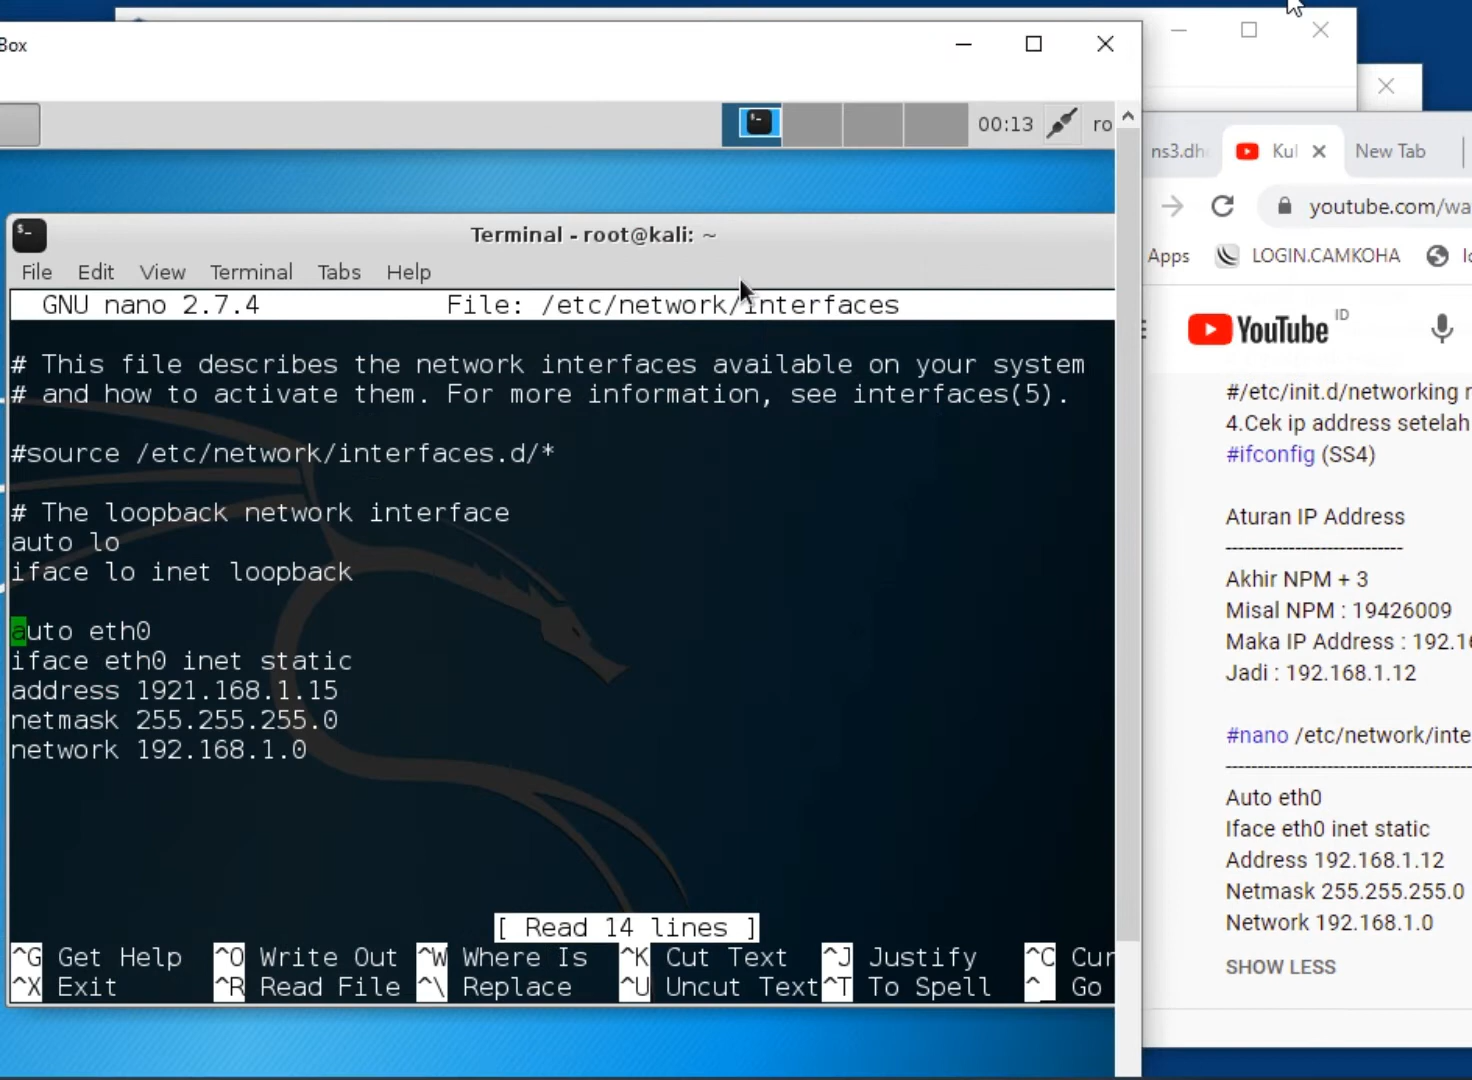 Box
00:13
ro
Terminal - root@kali: ~
File Edit View Terminal Tabs Help
GNU nano 2.7.4 File: /etc/network/interfaces
# This file describes the network interfaces available on your system
# and how to activate them. For more information, see interfaces(5).
#source /etc/network/interfaces.d/*
# The loopback network interface
auto lo
iface lo inet loopback
auto eth0
iface eth0 inet static
address 1921.168.1.15
netmask 255.255.255.0
network 192.168.1.0
[ Read 14 lines ]
^G Get Help ^O Write Out ^W Where Is ^K Cut Text ^J Justify ^C Cur
^X Exit ^R Read File ^\ Replace ^U Uncut Text ^T To Spell ^_ Go
ns3.dh Kul New Tab
youtube.com/wa
Apps LOGIN.CAMKOHA
YouTube ID
#/etc/init.d/networking r
4.Cek ip address setelah
#ifconfig (SS4)
Aturan IP Address
----------------------------
Akhir NPM + 3
Misal NPM : 19426009
Maka IP Address : 192.16
Jadi : 192.168.1.12
#nano /etc/network/inte
---------------------------------------
Auto eth0
Iface eth0 inet static
Address 192.168.1.12
Netmask 255.255.255.0
Network 192.168.1.0
SHOW LESS